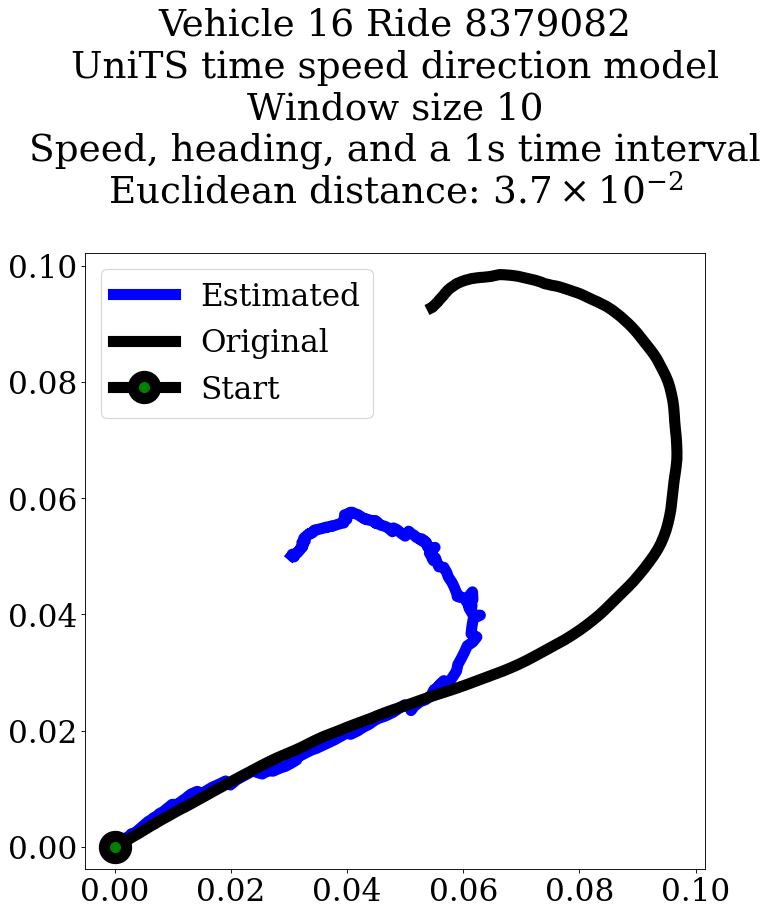 Vehicle 16 Ride 8379082
UniTS time speed direction model
Window size 10
Speed, heading, and a 1s time interval
Euclidean distance: 3.7 × 10⁻²
Estimated
Original
Start
0.10
0.08
0.06
0.04
0.02
0.00
0.00 0.02 0.04 0.06 0.08 0.10